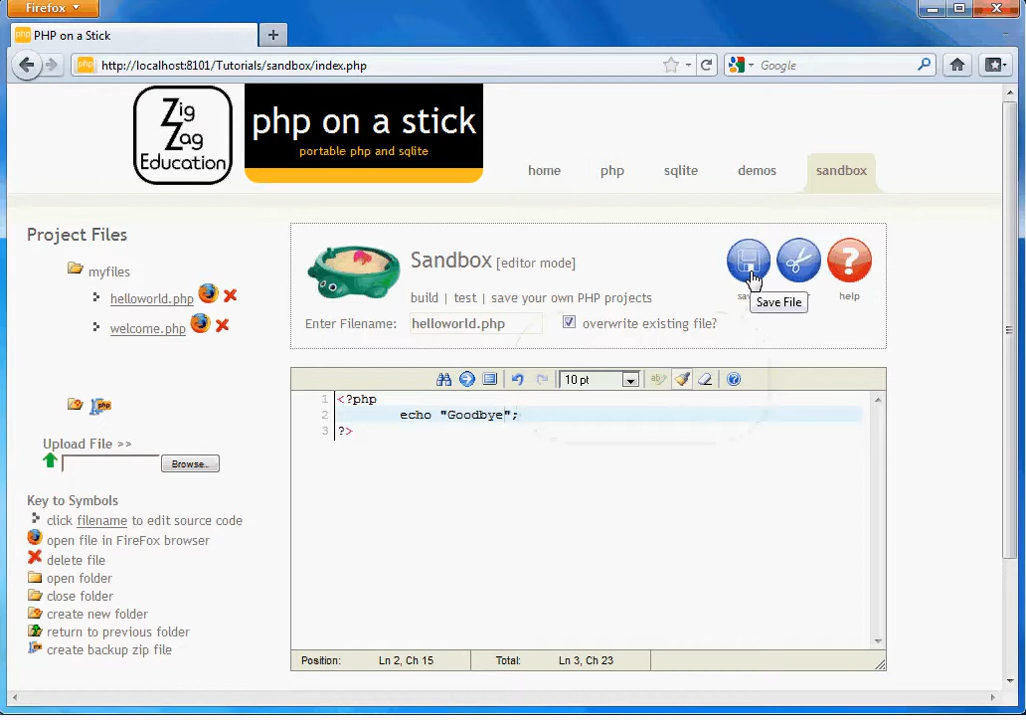 Firefox
PHP on a Stick
http://localhost:8101/Tutorials/sandbox/index.php
Google
Zig
Zag
Education
php on a stick
portable php and sqlite
home
php
sqlite
demos
sandbox
Project Files
myfiles
helloworld.php
welcome.php
php
Upload File >>
Browse..
Key to Symbols
click filename to edit source code
open file in FireFox browser
delete file
open folder
close folder
create new folder
return to previous folder
create backup zip file
Sandbox [editor mode]
build | test | save your own PHP projects
Enter Filename: helloworld.php overwrite existing file?
help
Save File
10 pt
1 <?php
2 echo "Goodbye";
3 ?>
Position: Ln 2, Ch 15 Total: Ln 3, Ch 23